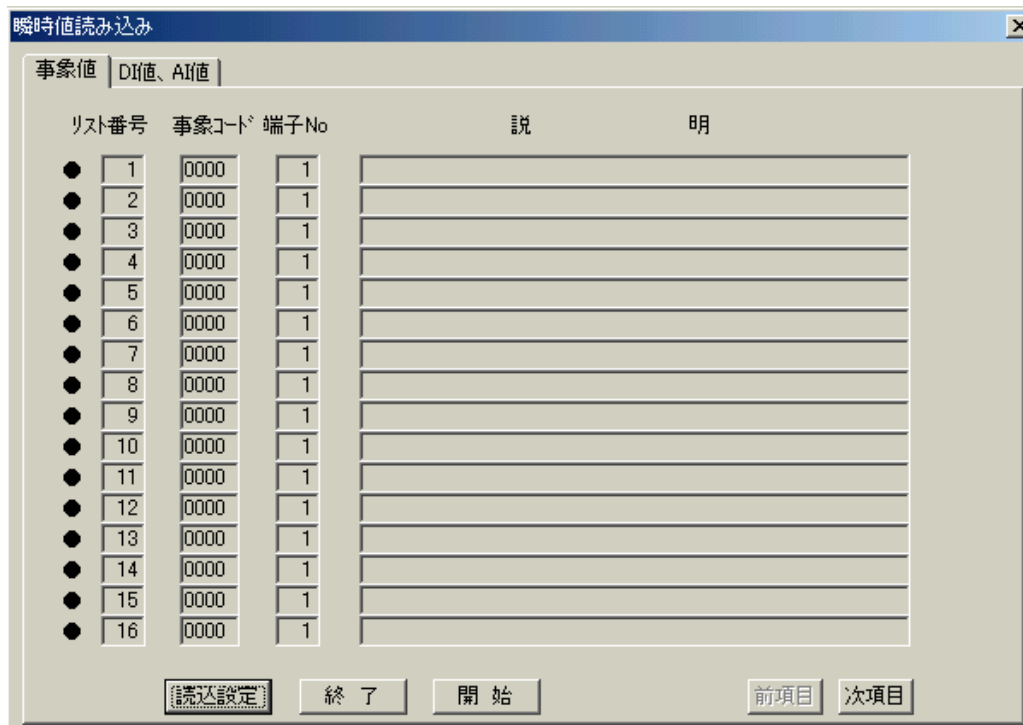 瞬時値読み込み
事象値 DI値、AI値
リスト番号 事象コード 端子No 説 明
1 0000 1
2 0000 1
3 0000 1
4 0000 1
5 0000 1
6 0000 1
7 0000 1
8 0000 1
9 0000 1
10 0000 1
11 0000 1
12 0000 1
13 0000 1
14 0000 1
15 0000 1
16 0000 1
読込設定 終 了 開 始 前項目 次項目